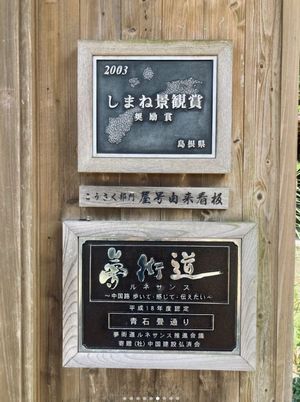 2003
しまね景観賞
奨励賞
島根県
こうさく部門 屋号由来看板
夢街道
ルネサンス
〜中国路 歩いて・感じて・伝えたい〜
平成18年度認定
青石畳通り
夢街道ルネサンス推進会議
寄贈(社)中国建設弘済会